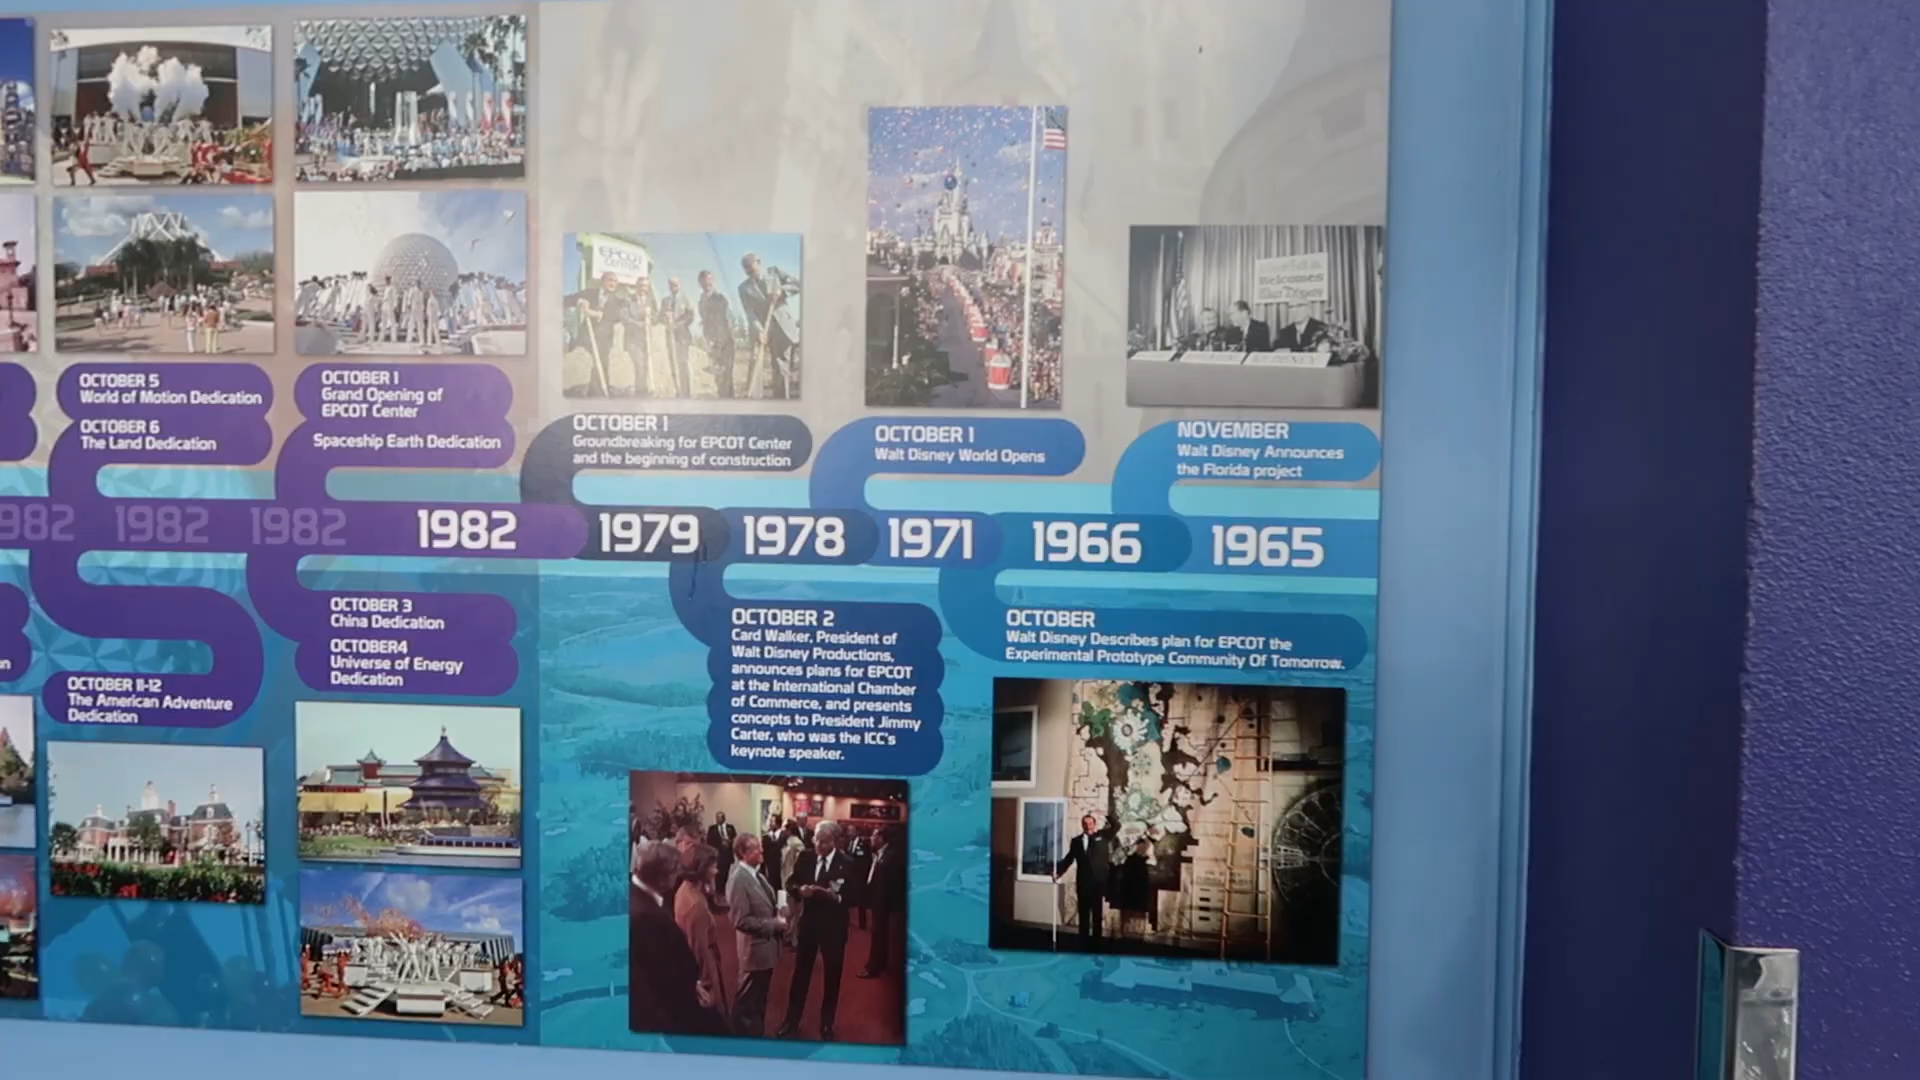 EPCOT
CENTER
Welcomes
Walt Disney
OCTOBER 5
World of Motion Dedication
OCTOBER 6
The Land Dedication
OCTOBER 1
Grand Opening of
EPCOT Center
Spaceship Earth Dedication
OCTOBER 1
Groundbreaking for EPCOT Center
and the beginning of construction
OCTOBER 1
Walt Disney World Opens
NOVEMBER
Walt Disney Announces
the Florida project
982 1982 1982 1982 1979 1978 1971 1966 1965
OCTOBER 11-12
The American Adventure
Dedication
OCTOBER 3
China Dedication
OCTOBER4
Universe of Energy
Dedication
OCTOBER 2
Card Walker, President of
Walt Disney Productions,
announces plans for EPCOT
at the International Chamber
of Commerce, and presents
concepts to President Jimmy
Carter, who was the ICC's
keynote speaker.
OCTOBER
Walt Disney Describes plan for EPCOT the
Experimental Prototype Community Of Tomorrow.